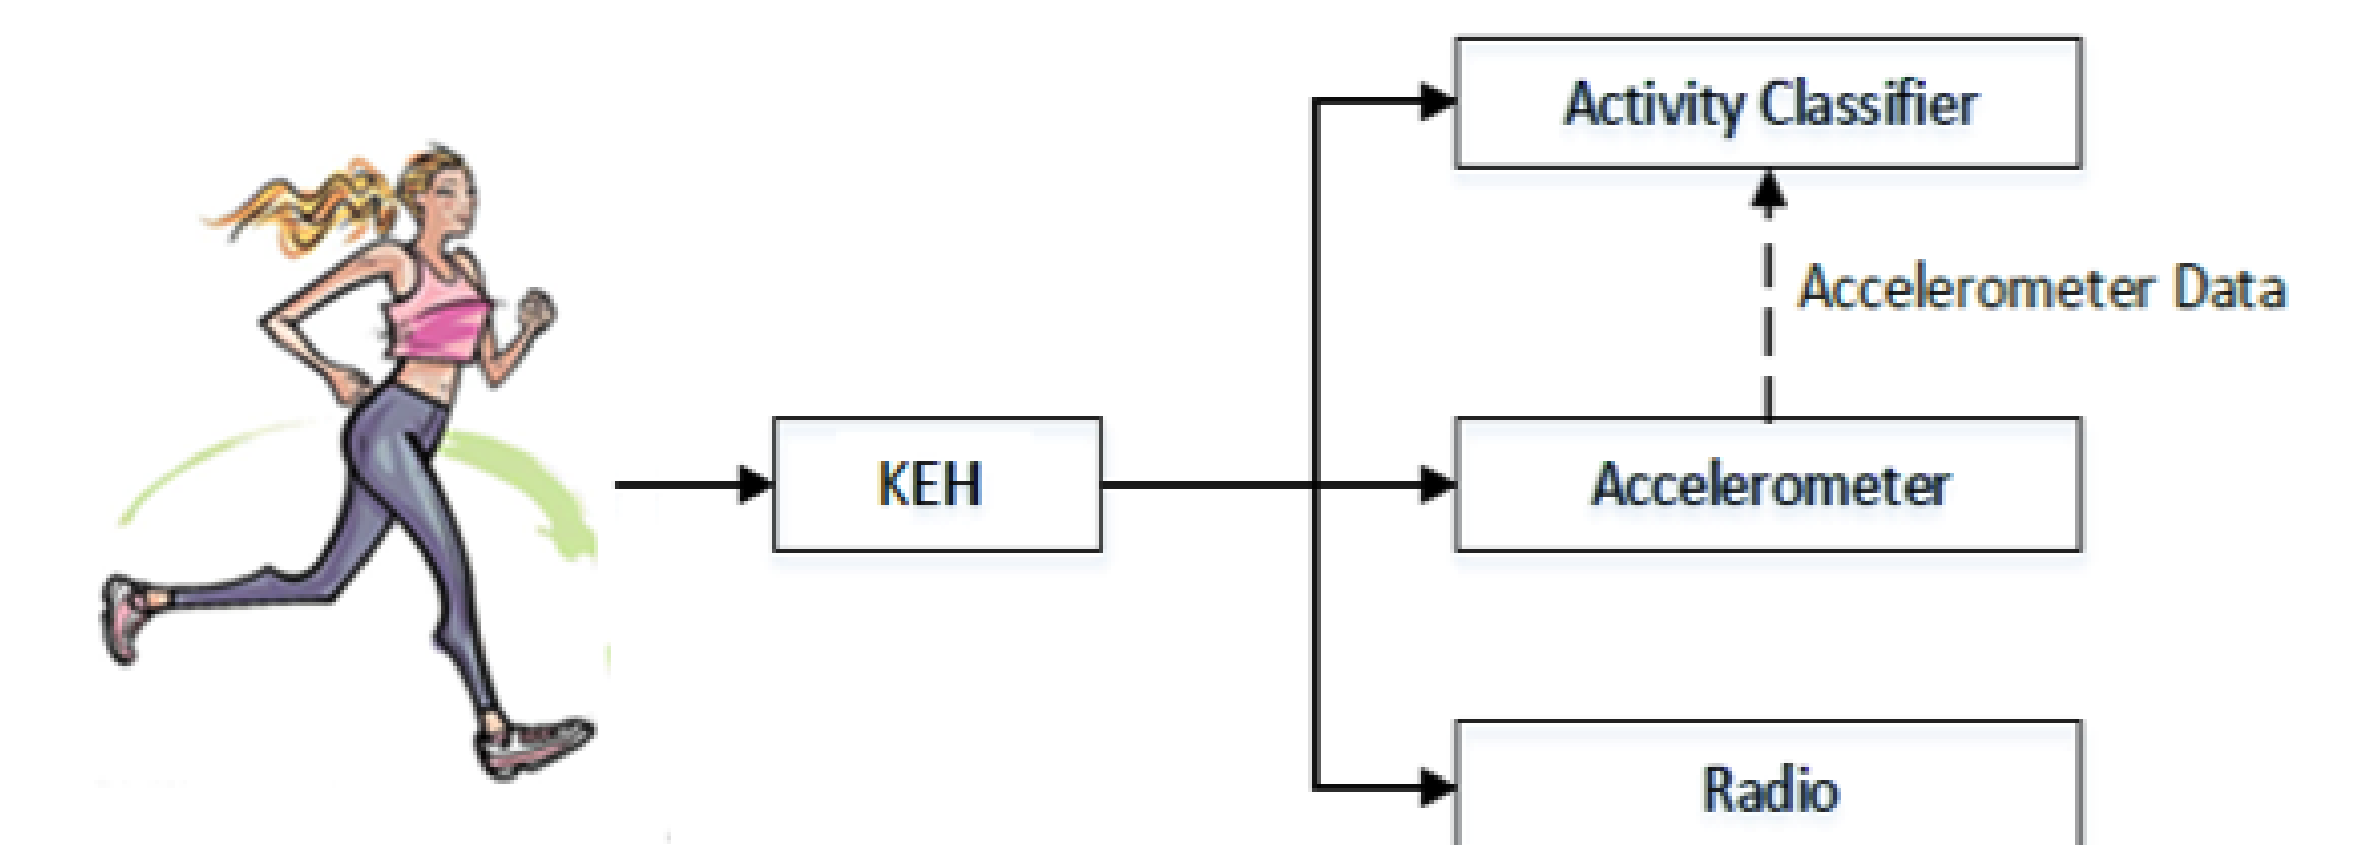 Activity Classifier
Accelerometer Data
KEH
Accelerometer
Radio